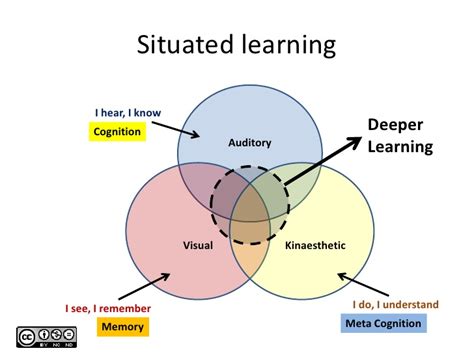 Situated learning
I hear, I know
Cognition
Auditory
Deeper
Learning
Visual
Kinaesthetic
I see, I remember
Memory
I do, I understand
Meta Cognition
cc
BY NC ND